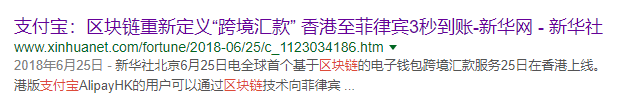 支付宝：区块链重新定义“跨境汇款” 香港至菲律宾3秒到账-新华网 - 新华社
www.xinhuanet.com/fortune/2018-06/25/c_1123034186.htm
2018年6月25日 - 新华社北京6月25日电全球首个基于区块链的电子钱包跨境汇款服务25日在香港上线。
港版支付宝AlipayHK的用户可以通过区块链技术向菲律宾 ...